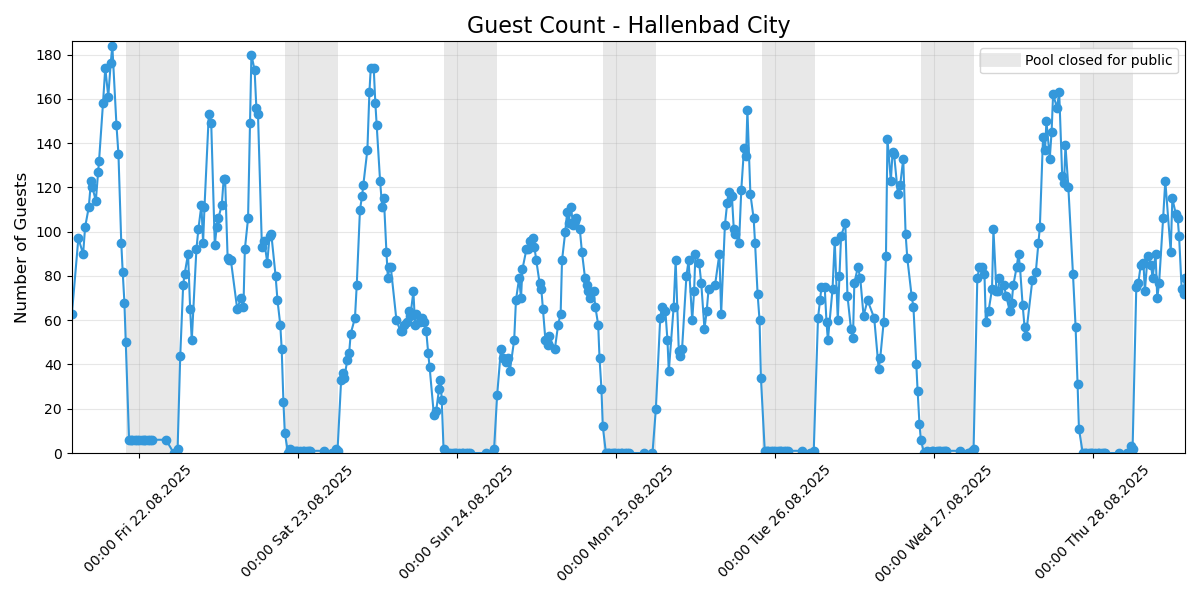 Guest Count - Hallenbad City
Pool closed for public
Number of Guests
180
160
140
120
100
80
60
40
20
0
00:00 Fri 22.08.2025
00:00 Sat 23.08.2025
00:00 Sun 24.08.2025
00:00 Mon 25.08.2025
00:00 Tue 26.08.2025
00:00 Wed 27.08.2025
00:00 Thu 28.08.2025